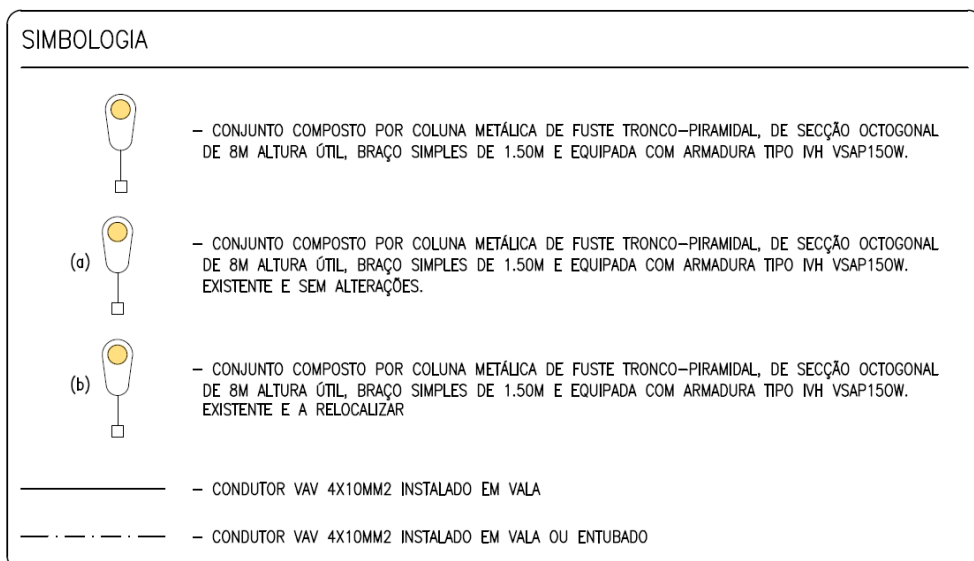 SIMBOLOGIA
– CONJUNTO COMPOSTO POR COLUNA METÁLICA DE FUSTE TRONCO–PIRAMIDAL, DE SECÇÃO OCTOGONAL
DE 8M ALTURA ÚTIL, BRAÇO SIMPLES DE 1.50M E EQUIPADA COM ARMADURA TIPO IVH VSAP150W.
(a)
– CONJUNTO COMPOSTO POR COLUNA METÁLICA DE FUSTE TRONCO–PIRAMIDAL, DE SECÇÃO OCTOGONAL
DE 8M ALTURA ÚTIL, BRAÇO SIMPLES DE 1.50M E EQUIPADA COM ARMADURA TIPO IVH VSAP150W.
EXISTENTE E SEM ALTERAÇÕES.
(b)
– CONJUNTO COMPOSTO POR COLUNA METÁLICA DE FUSTE TRONCO–PIRAMIDAL, DE SECÇÃO OCTOGONAL
DE 8M ALTURA ÚTIL, BRAÇO SIMPLES DE 1.50M E EQUIPADA COM ARMADURA TIPO IVH VSAP150W.
EXISTENTE E A RELOCALIZAR
– CONDUTOR VAV 4X10MM2 INSTALADO EM VALA
– CONDUTOR VAV 4X10MM2 INSTALADO EM VALA OU ENTUBADO